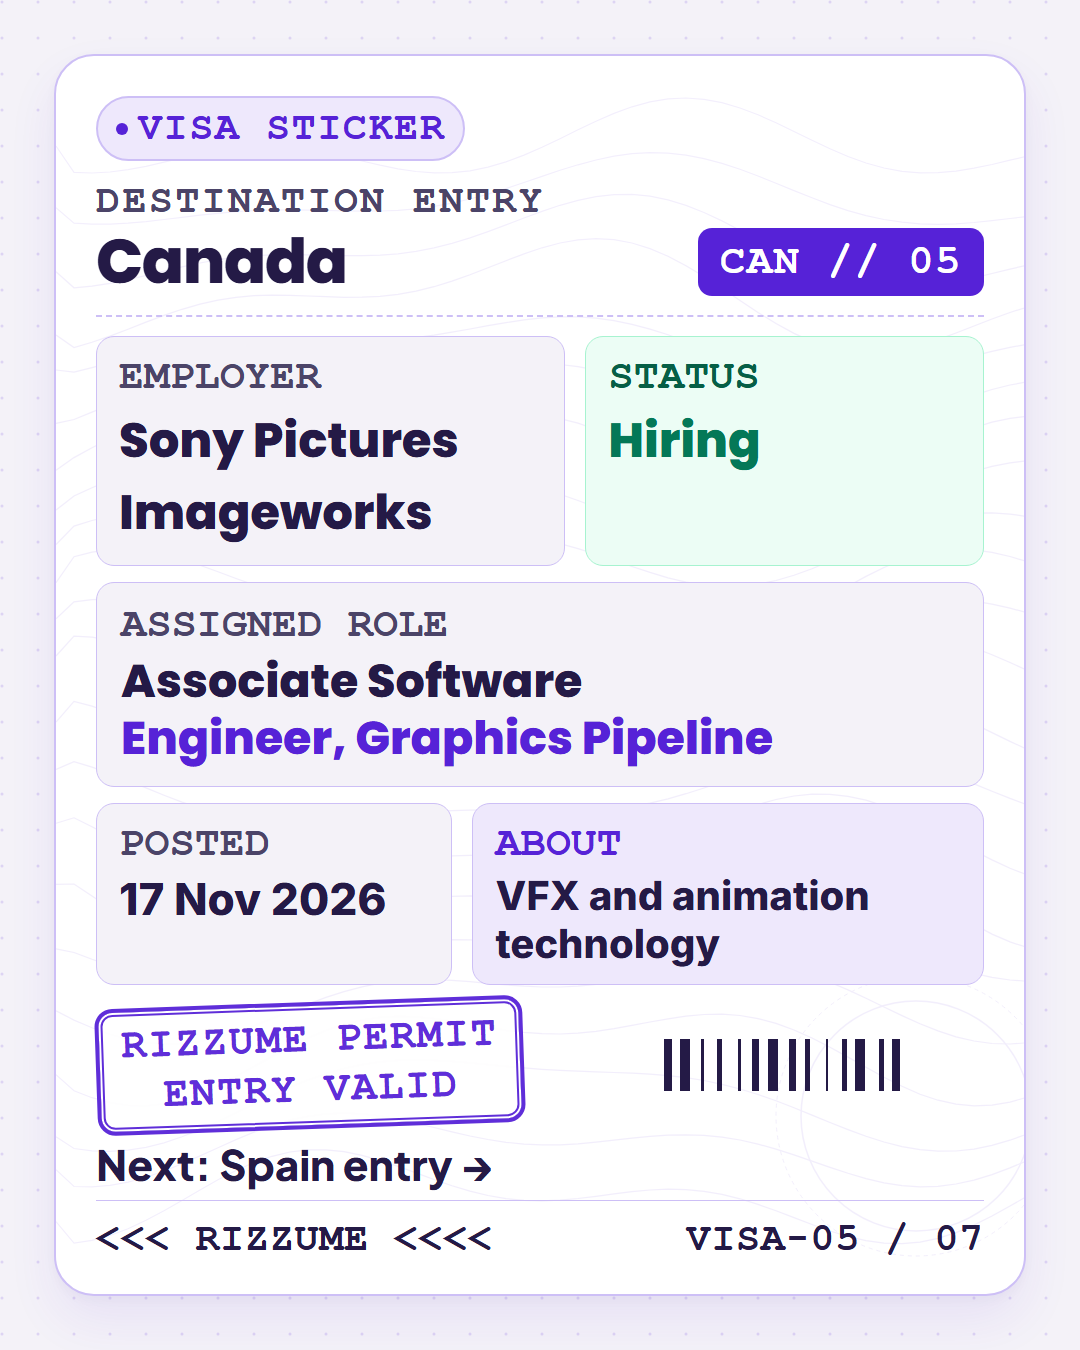 • VISA STICKER
DESTINATION ENTRY
Canada
CAN // 05
EMPLOYER
Sony Pictures
Imageworks
STATUS
Hiring
ASSIGNED ROLE
Associate Software
Engineer, Graphics Pipeline
POSTED
17 Nov 2026
ABOUT
VFX and animation
technology
RIZZUME PERMIT
ENTRY VALID
Next: Spain entry →
<<< RIZZUME <<<<
VISA-05 / 07